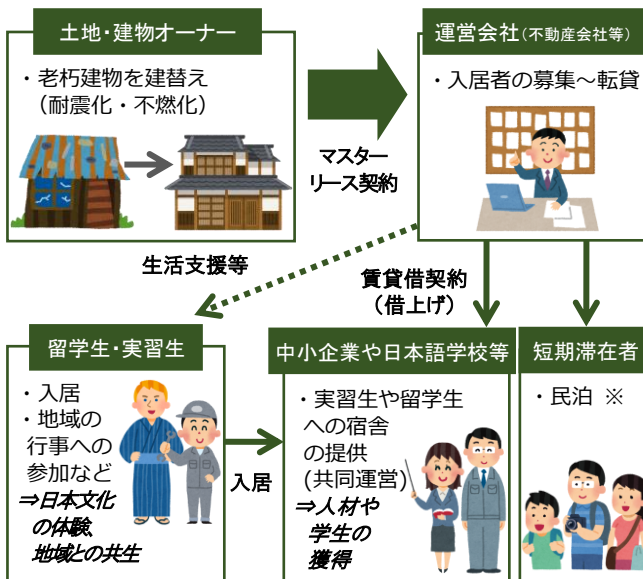 土地・建物オーナー
・老朽建物を建替え
（耐震化・不燃化）
マスター
リース契約
運営会社(不動産会社等)
・入居者の募集～転貸
生活支援等
賃貸借契約
（借上げ）
留学生・実習生
・入居
・地域の
行事への
参加など
⇒日本文化
の体験、
地域との共生
入居
中小企業や日本語学校等
・実習生や留学生
への宿舎
の提供
(共同運営)
⇒人材や
学生の
獲得
短期滞在者
・民泊 ※